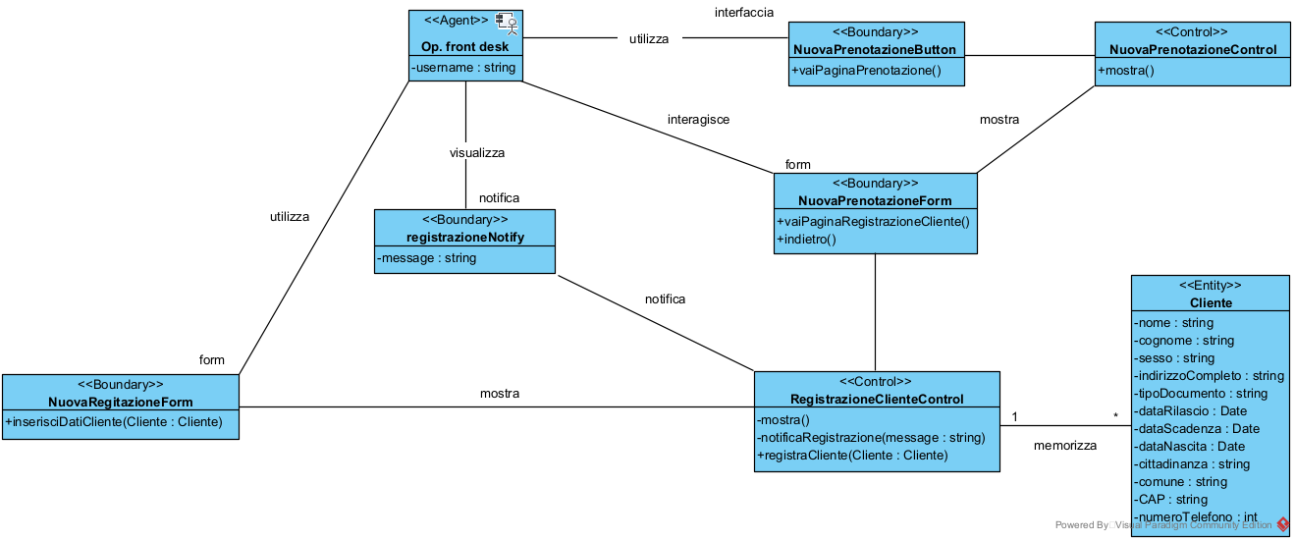 <<Agent>>
Op. front desk
-username : string
utilizza
interfaccia
<<Boundary>>
NuovaPrenotazioneButton
+vaiPaginaPrenotazione()
<<Control>>
NuovaPrenotazioneControl
+mostra()
interagisce
mostra
visualizza
form
<<Boundary>>
NuovaPrenotazioneForm
+vaiPaginaRegistrazioneCliente()
+indietro()
utilizza
notifica
<<Boundary>>
registrazioneNotify
-message : string
notifica
<<Entity>>
Cliente
-nome : string
-cognome : string
-sesso : string
-indirizzoCompleto : string
-tipoDocumento : string
-dataRilascio : Date
-dataScadenza : Date
-dataNascita : Date
-cittadinanza : string
-comune : string
-CAP : string
-numeroTelefono : int
form
<<Boundary>>
NuovaRegitazioneForm
+inserisciDatiCliente(Cliente : Cliente)
mostra
<<Control>>
RegistrazioneClienteControl
-mostra()
-notificaRegistrazione(message : string)
+registraCliente(Cliente : Cliente)
1
*
memorizza
Powered By Visual Paradigm Community Edition